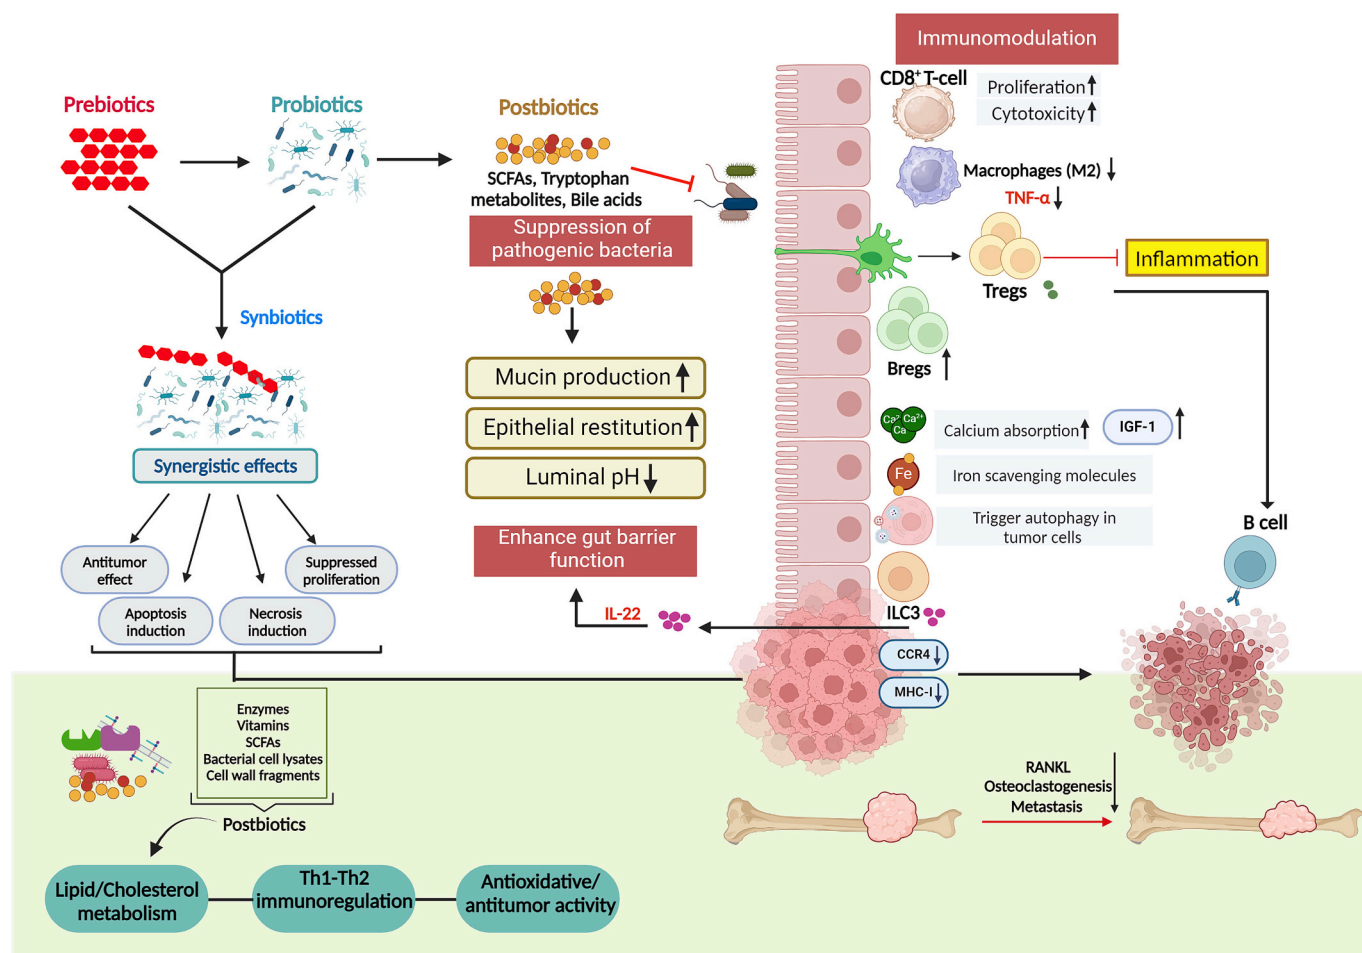 Immunomodulation
CD8+ T-cell
Proliferation
Cytotoxicity
Prebiotics
Probiotics
Postbiotics
SCFAs, Tryptophan
metabolites, Bile acids
Macrophages (M2)
TNF-α
Suppression of
pathogenic bacteria
Inflammation
Tregs
Synbiotics
Bregs
Mucin production
Epithelial restitution
Luminal pH
Ca2+
Ca2+
Ca
Calcium absorption
IGF-1
Synergistic effects
Fe
Iron scavenging molecules
Trigger autophagy in
tumor cells
B cell
Enhance gut barrier
function
Antitumor
effect
Suppressed
proliferation
Apoptosis
induction
Necrosis
induction
IL-22
ILC3
CCR4
MHC-I
Enzymes
Vitamins
SCFAs
Bacterial cell lysates
Cell wall fragments
Postbiotics
RANKL
Osteoclastogenesis
Metastasis
Lipid/Cholesterol
metabolism
Th1-Th2
immunoregulation
Antioxidative/
antitumor activity